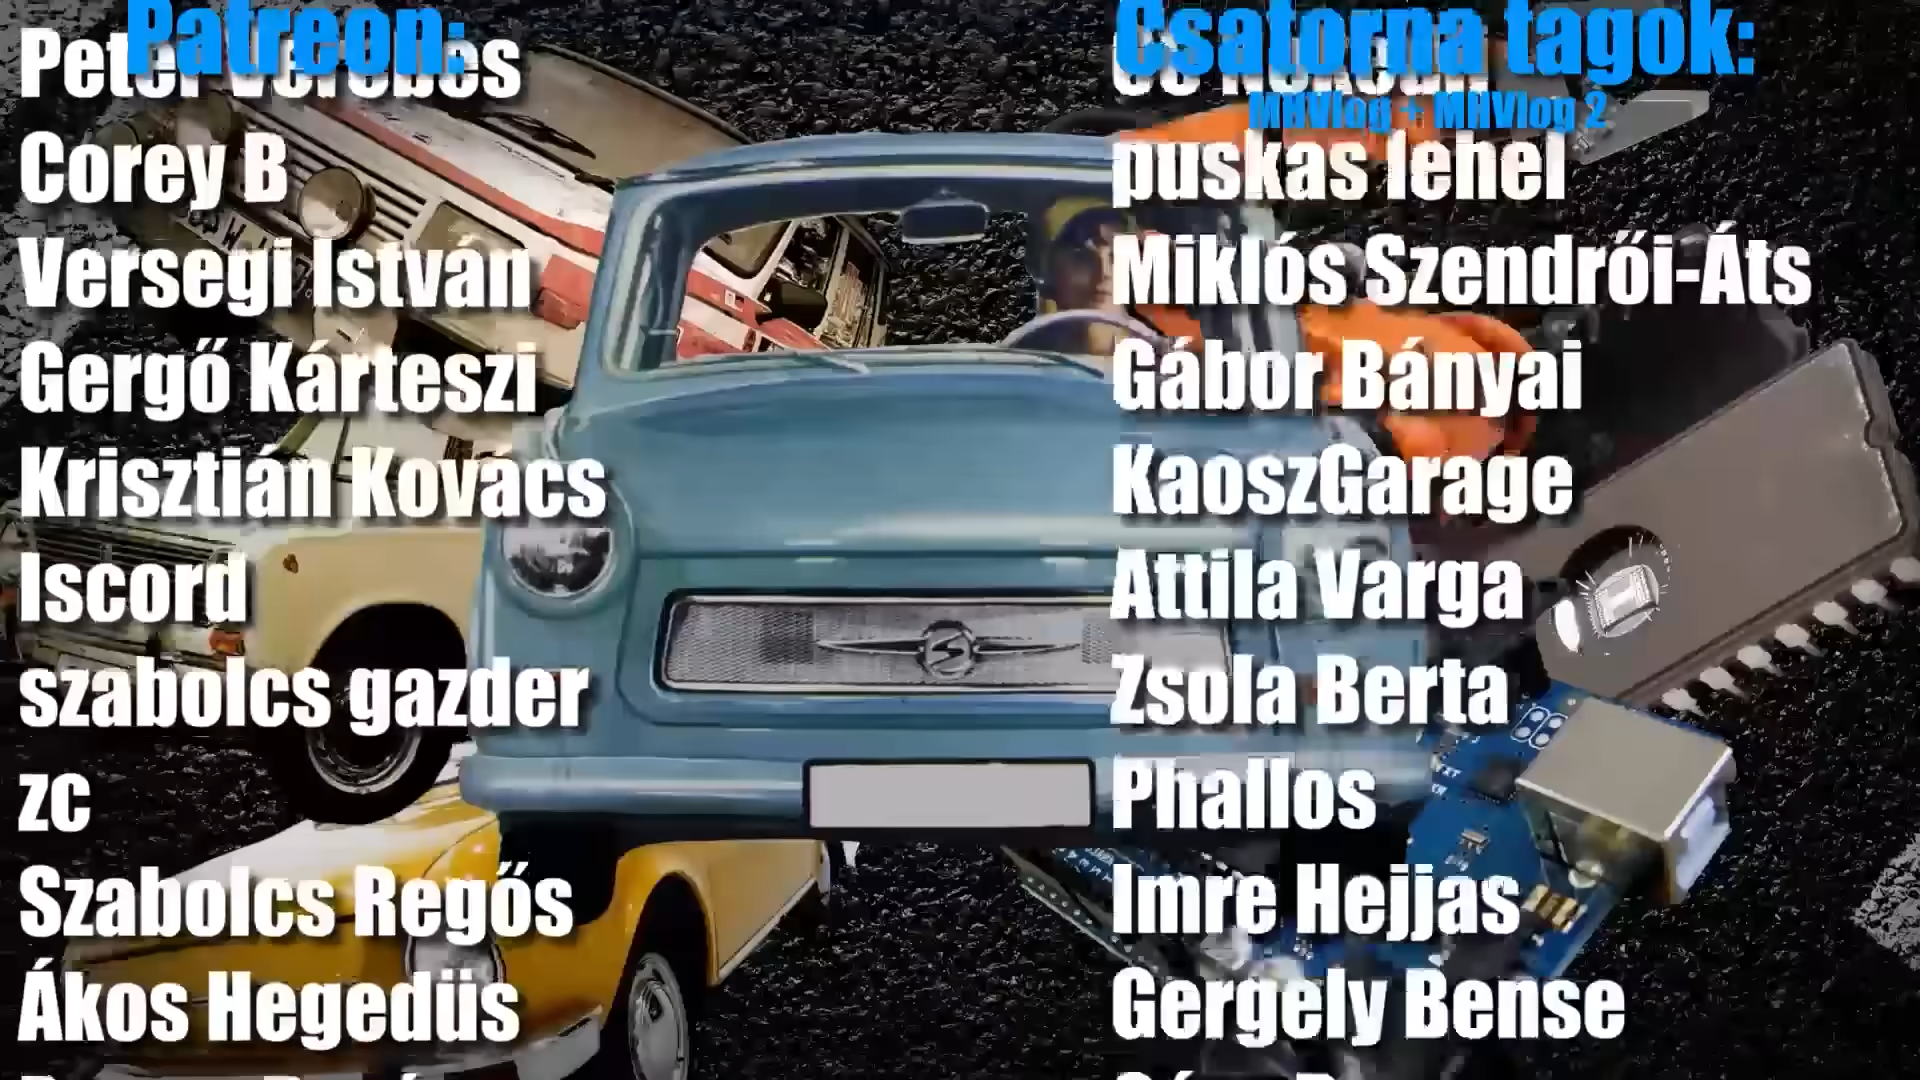 Patreon:
Peter Verebes
Corey B
Versegi István
Gergő Kárteszi
Krisztián Kovács
Iscord
szabolcs gazder
zc
Szabolcs Regős
Ákos Hegedüs
Csatorna tagok:
MHVlog + MHVlog 2
puskas lehel
Miklós Szendrői-Áts
Gábor Bányai
KaoszGarage
Attila Varga
Zsola Berta
Phallos
Imre Hejjas
Gergely Bense